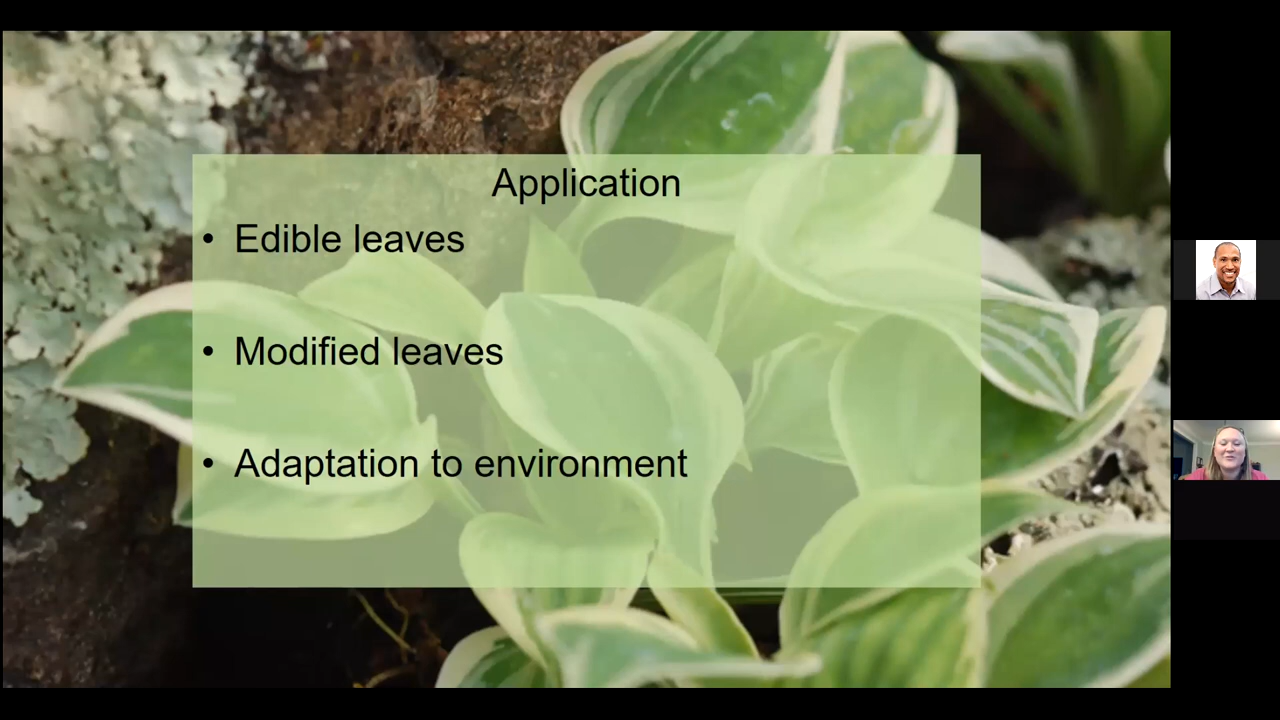 Application
• Edible leaves
• Modified leaves
• Adaptation to environment